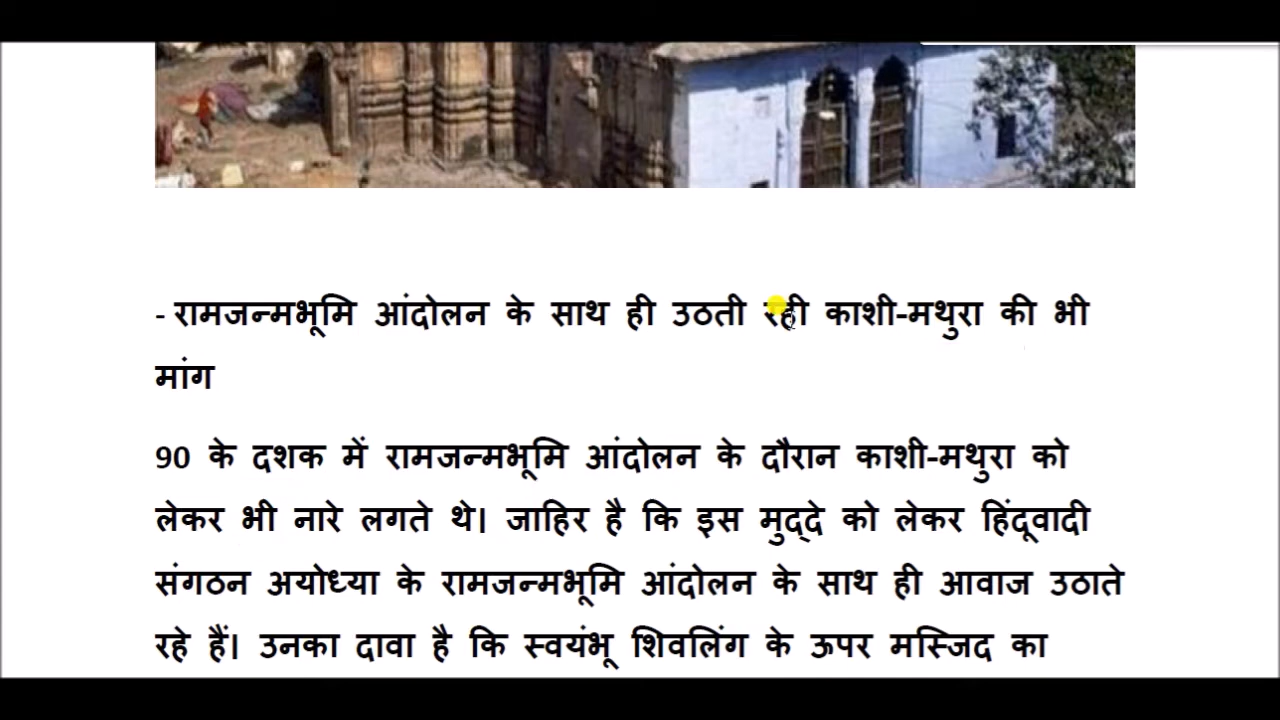 - रामजन्मभूमि आंदोलन के साथ ही उठती रही काशी-मथुरा की भी
मांग
90 के दशक में रामजन्मभूमि आंदोलन के दौरान काशी-मथुरा को
लेकर भी नारे लगते थे। जाहिर है कि इस मुद्दे को लेकर हिंदूवादी
संगठन अयोध्या के रामजन्मभूमि आंदोलन के साथ ही आवाज उठाते
रहे हैं। उनका दावा है कि स्वयंभू शिवलिंग के ऊपर मस्जिद का